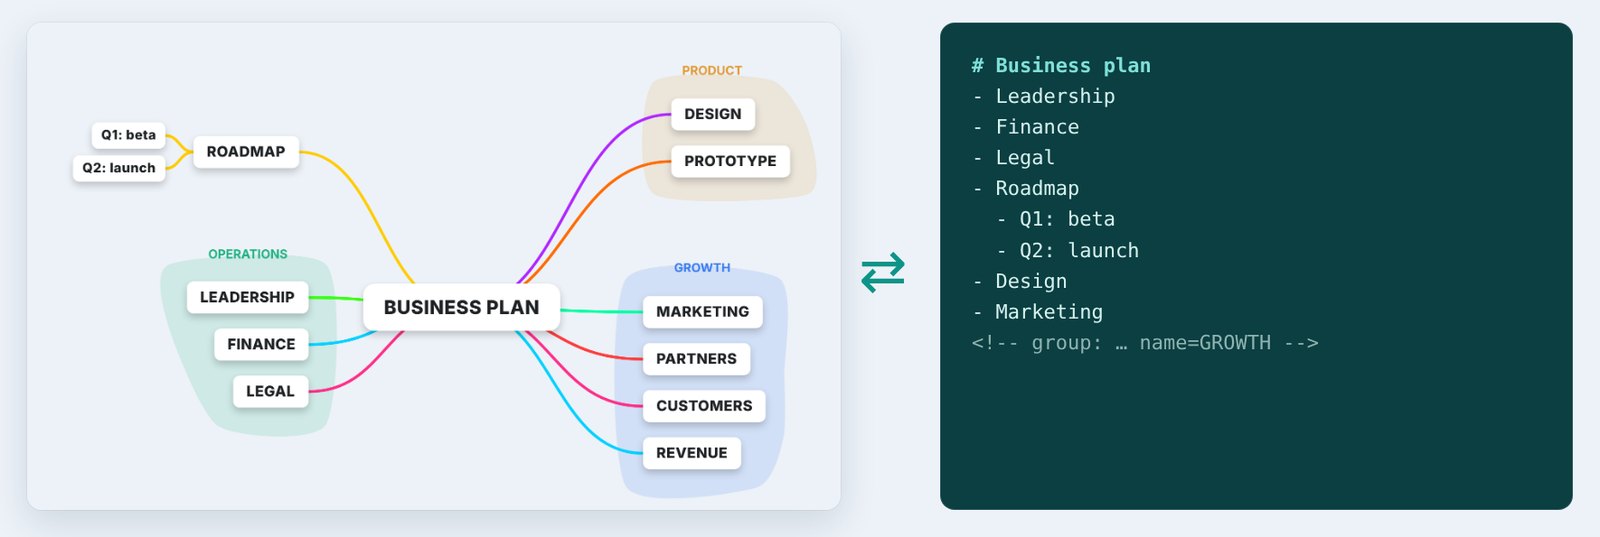 PRODUCT
DESIGN
PROTOTYPE
Q1: beta
Q2: launch
ROADMAP
OPERATIONS
LEADERSHIP
FINANCE
LEGAL
BUSINESS PLAN
GROWTH
MARKETING
PARTNERS
CUSTOMERS
REVENUE
# Business plan
- Leadership
- Finance
- Legal
- Roadmap
  - Q1: beta
  - Q2: launch
- Design
- Marketing
<!-- group: … name=GROWTH -->